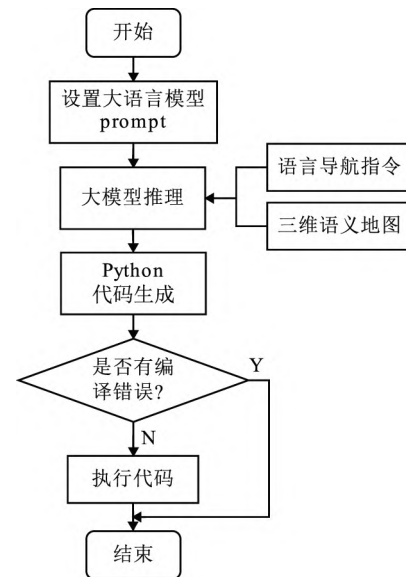 开始
设置大语言模型
prompt
大模型推理
语言导航指令
三维语义地图
Python
代码生成
是否有编
译错误?
Y
N
执行代码
结束